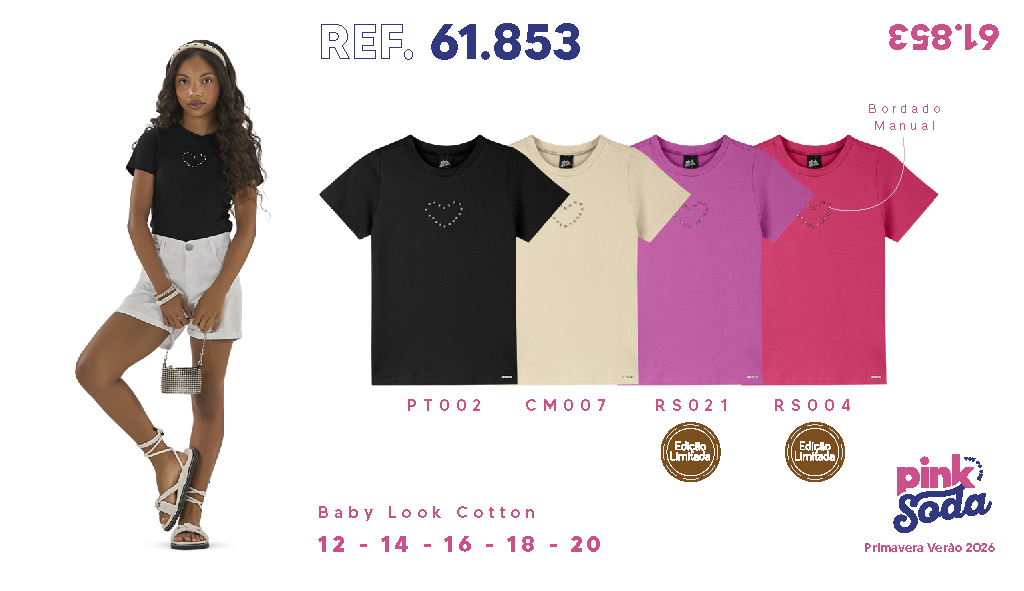 REF. 61.853
61.853
Bordado
Manual
PT002
CM007
RS021
RS004
Edição
Limitada
Edição
Limitada
Baby Look Cotton
12 - 14 - 16 - 18 - 20
pink
Soda
Primavera Verão 2026